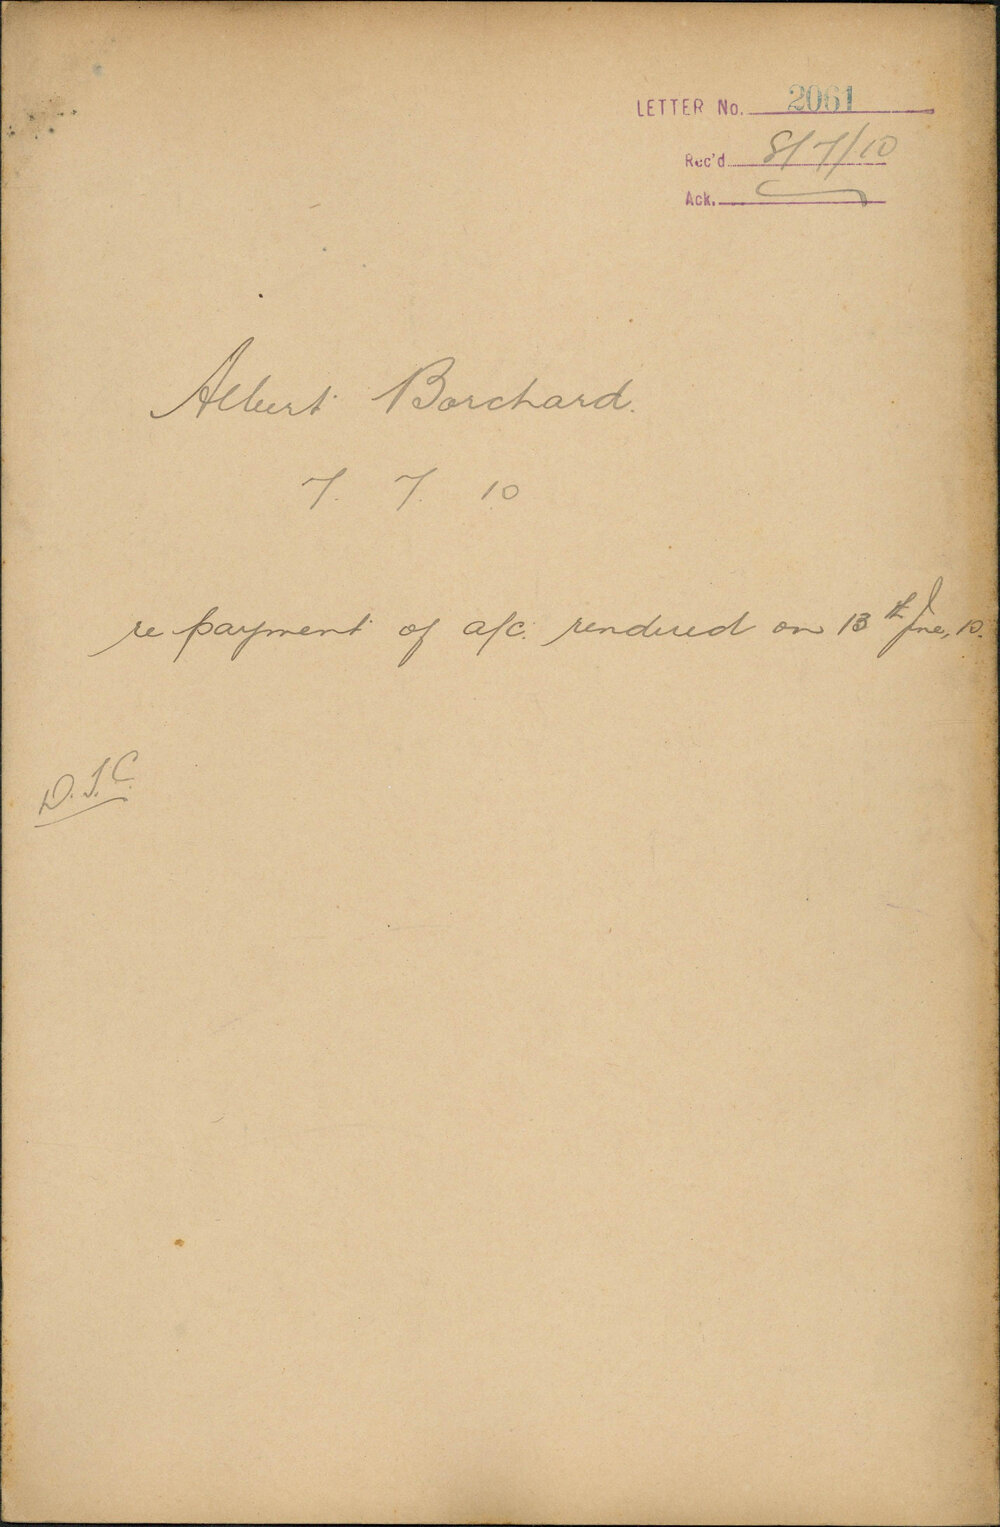 LETTER No. 2061
Rec'd 8/7/10
Ack.
Albert Borchard.
7. 7. 10
re payment of a/c. rendered on 13th Jne, 10.